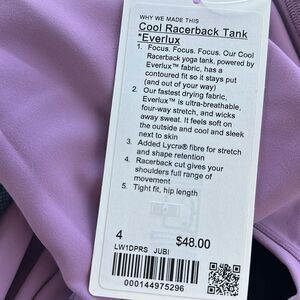 WHY WE MADE THIS
Cool Racerback Tank
*Everlux
1. Focus. Focus. Focus. Our Cool
Racerback yoga tank, powered by
Everlux™ fabric, has a
contoured fit so it stays put
(and out of your way)
2. Our fastest drying fabric,
Everlux™ is ultra-breathable,
four-way stretch, and wicks
away sweat. It feels soft on
the outside and cool and sleek
next to skin
3. Added Lycra® fibre for stretch
and shape retention
4. Racerback cut gives your
shoulders full range of
movement
5. Tight fit, hip length
4 $48.00
LW1DPRS JUBI
000144975296